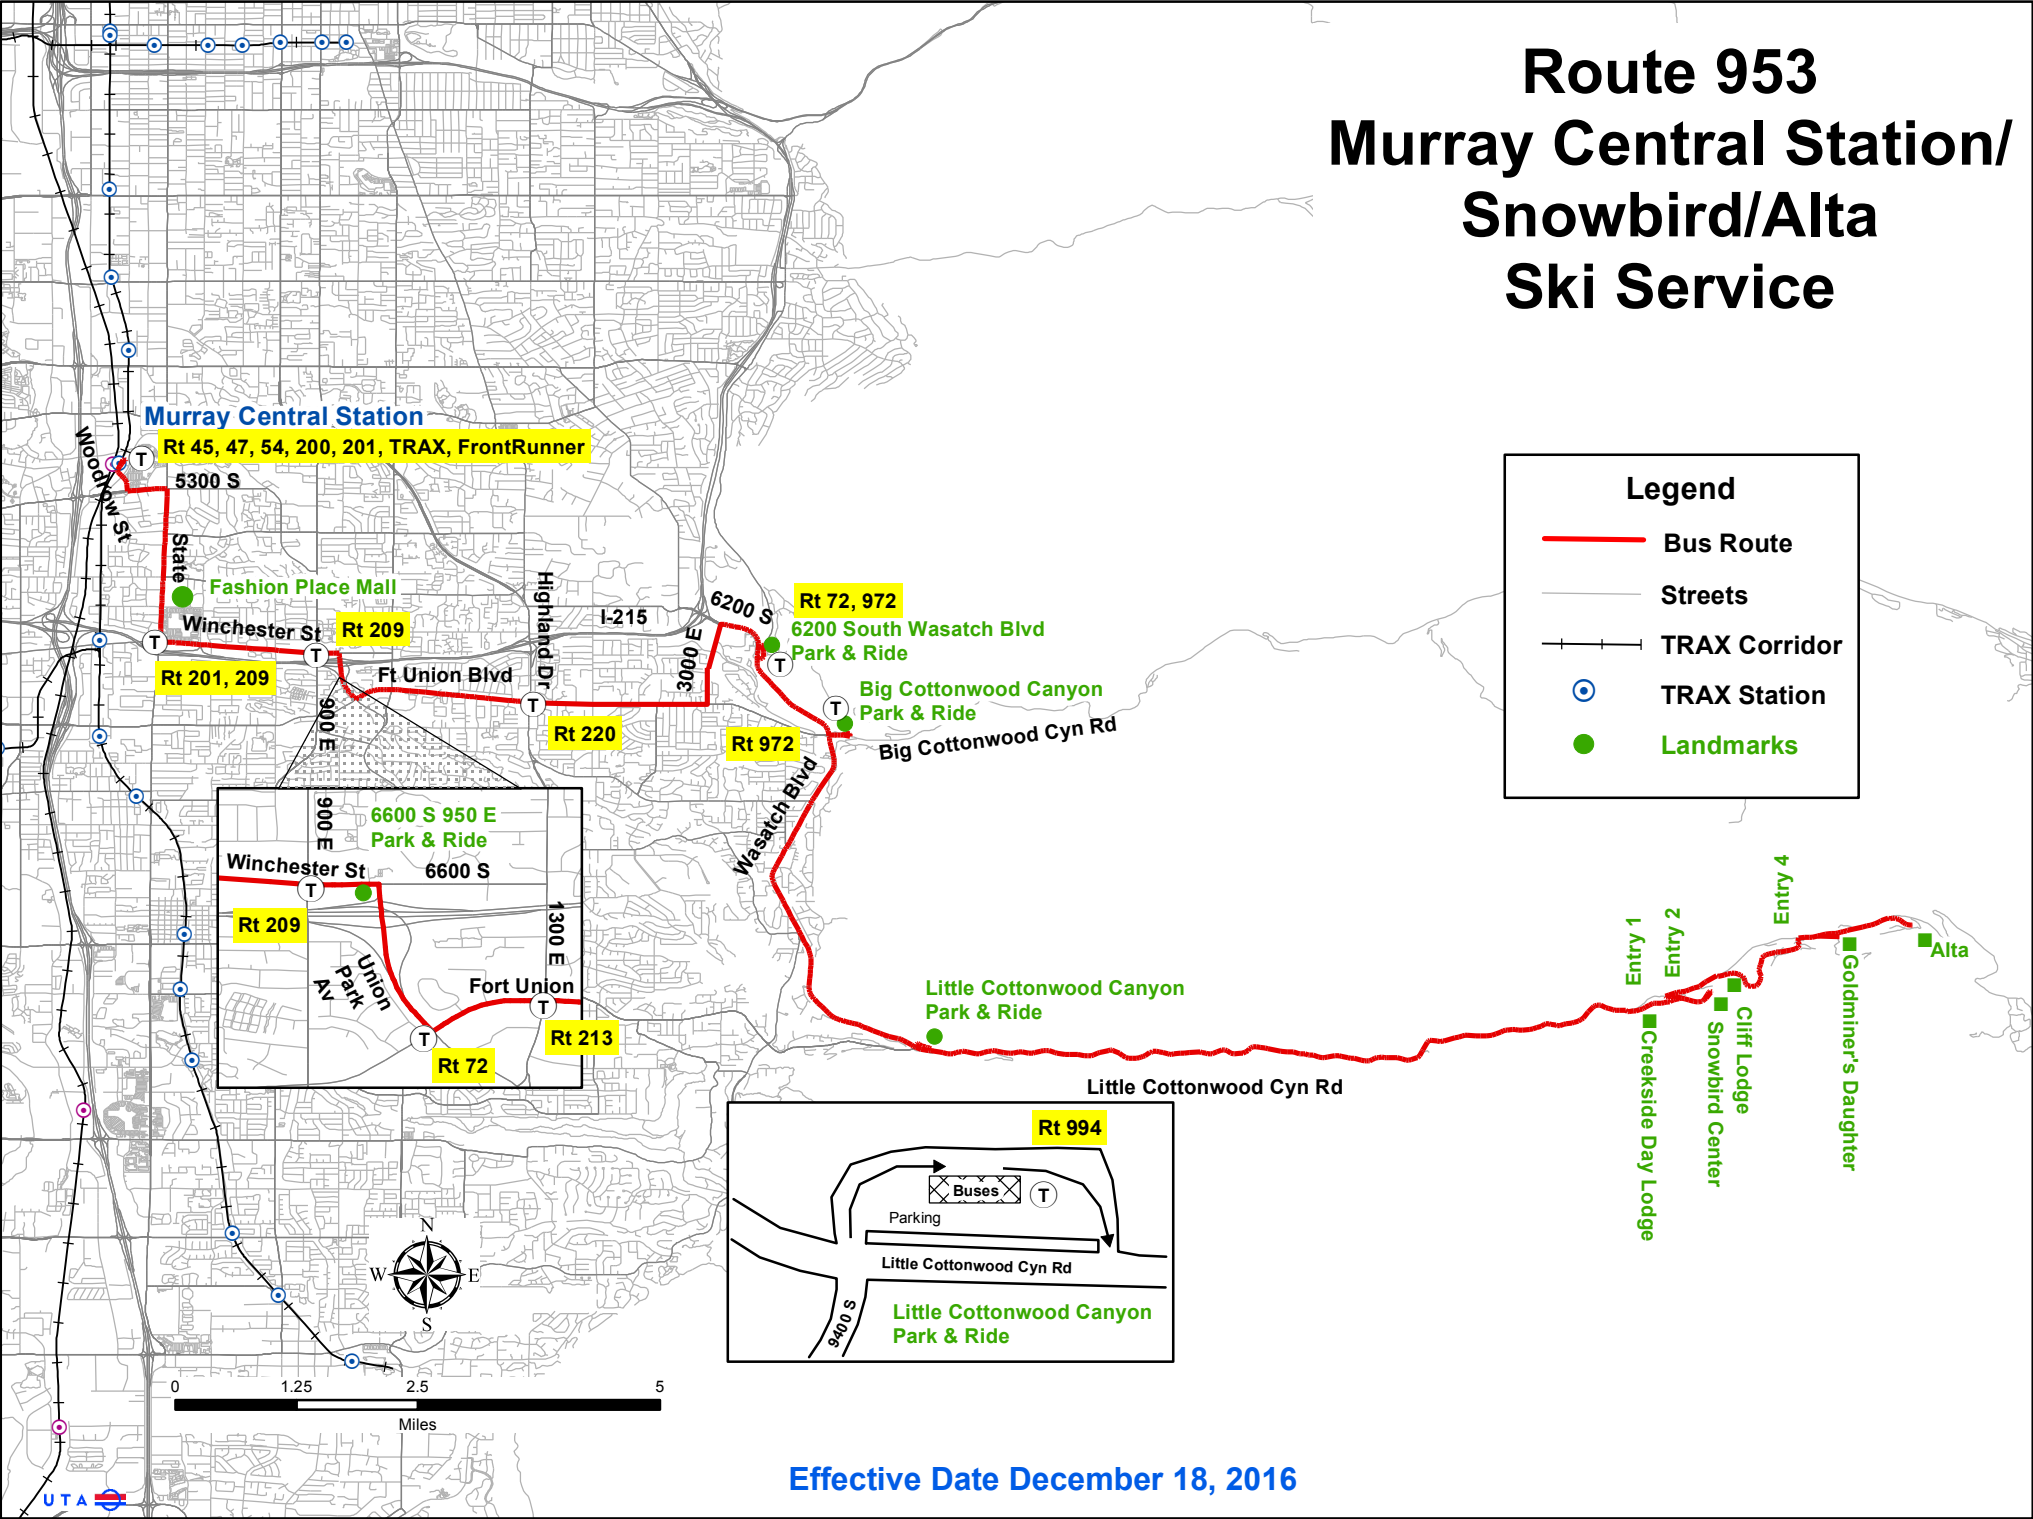 Route 953
Murray Central Station/
Snowbird/Alta
Ski Service
Murray Central Station
Rt 45, 47, 54, 200, 201, TRAX, FrontRunner
T
Woodrow St
5300 S
State
Fashion Place Mall
Winchester St
Rt 209
T
T
Rt 201, 209
Ft Union Blvd
900 E
Highland Dr
T
Rt 220
I-215
3000 E
6200 S
Rt 72, 972
6200 South Wasatch Blvd
Park & Ride
T
Big Cottonwood Canyon
Park & Ride
T
Rt 972
Big Cottonwood Cyn Rd
Wasatch Blvd
Legend
Bus Route
Streets
TRAX Corridor
TRAX Station
Landmarks
900 E
6600 S 950 E
Park & Ride
Winchester St
6600 S
T
Rt 209
1300 E
Union
Park
Av
Fort Union
T
T
Rt 213
Rt 72
Little Cottonwood Canyon
Park & Ride
Little Cottonwood Cyn Rd
Entry 1
Entry 2
Entry 4
Creekside Day Lodge
Snowbird Center
Cliff Lodge
Goldminer's Daughter
Alta
Rt 994
Buses
T
Parking
Little Cottonwood Cyn Rd
9400 S
Little Cottonwood Canyon
Park & Ride
N
W
E
S
0
1.25
2.5
5
Miles
Effective Date December 18, 2016
UTA